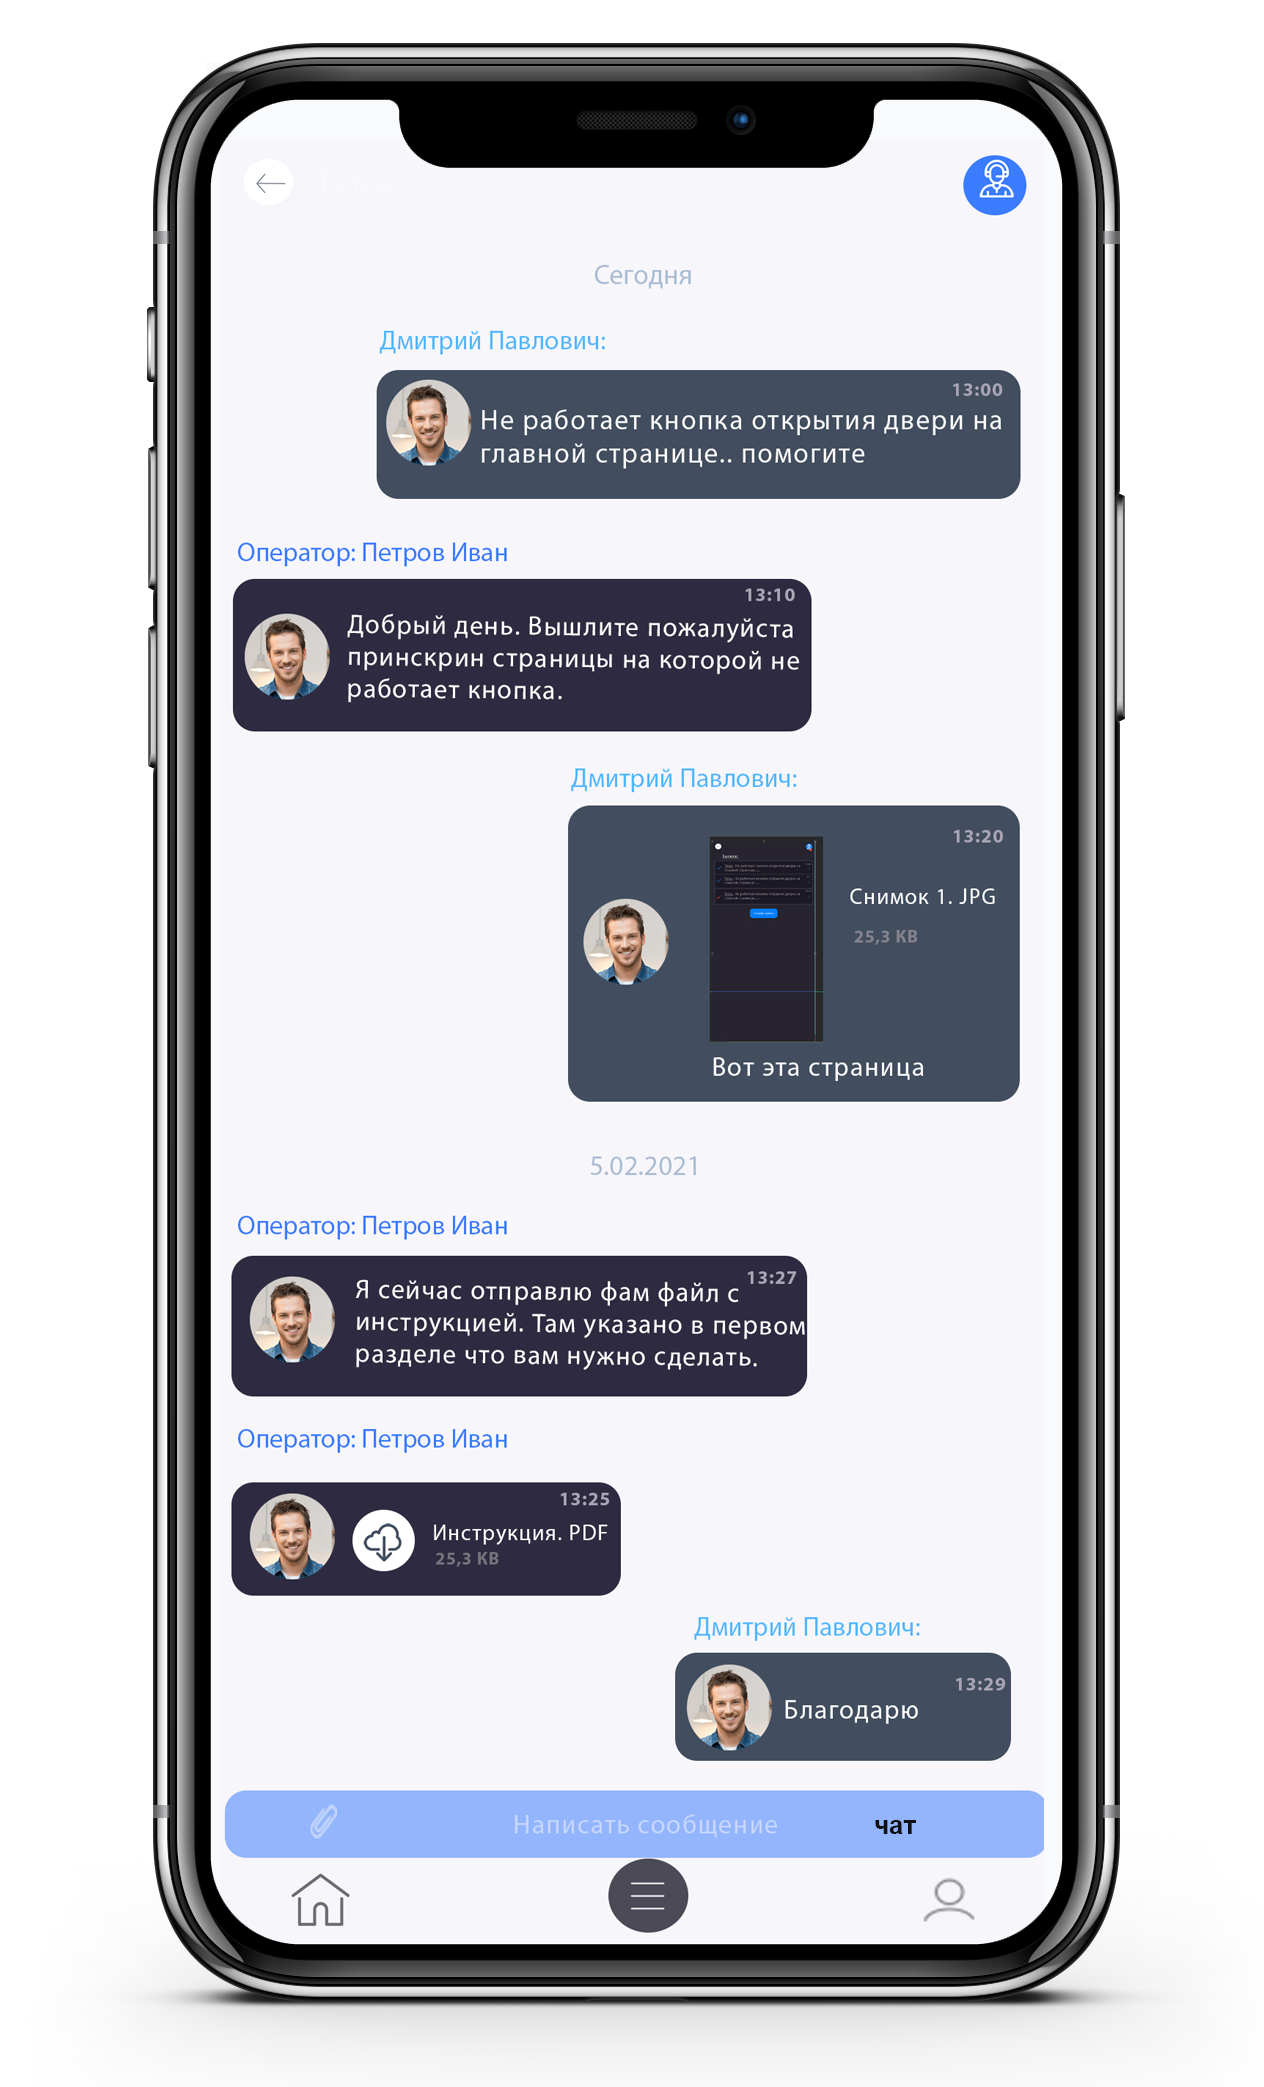 Сегодня
Дмитрий Павлович:
13:00
Не работает кнопка открытия двери на
главной странице.. помогите
Оператор: Петров Иван
13:10
Добрый день. Вышлите пожалуйста
принскрин страницы на которой не
работает кнопка.
Дмитрий Павлович:
13:20
Снимок 1. JPG
25,3 KB
Вот эта страница
5.02.2021
Оператор: Петров Иван
13:27
Я сейчас отправлю фам файл с
инструкцией. Там указано в первом
разделе что вам нужно сделать.
Оператор: Петров Иван
13:25
Инструкция. PDF
25,3 KB
Дмитрий Павлович:
13:29
Благодарю
Написать сообщение
чат